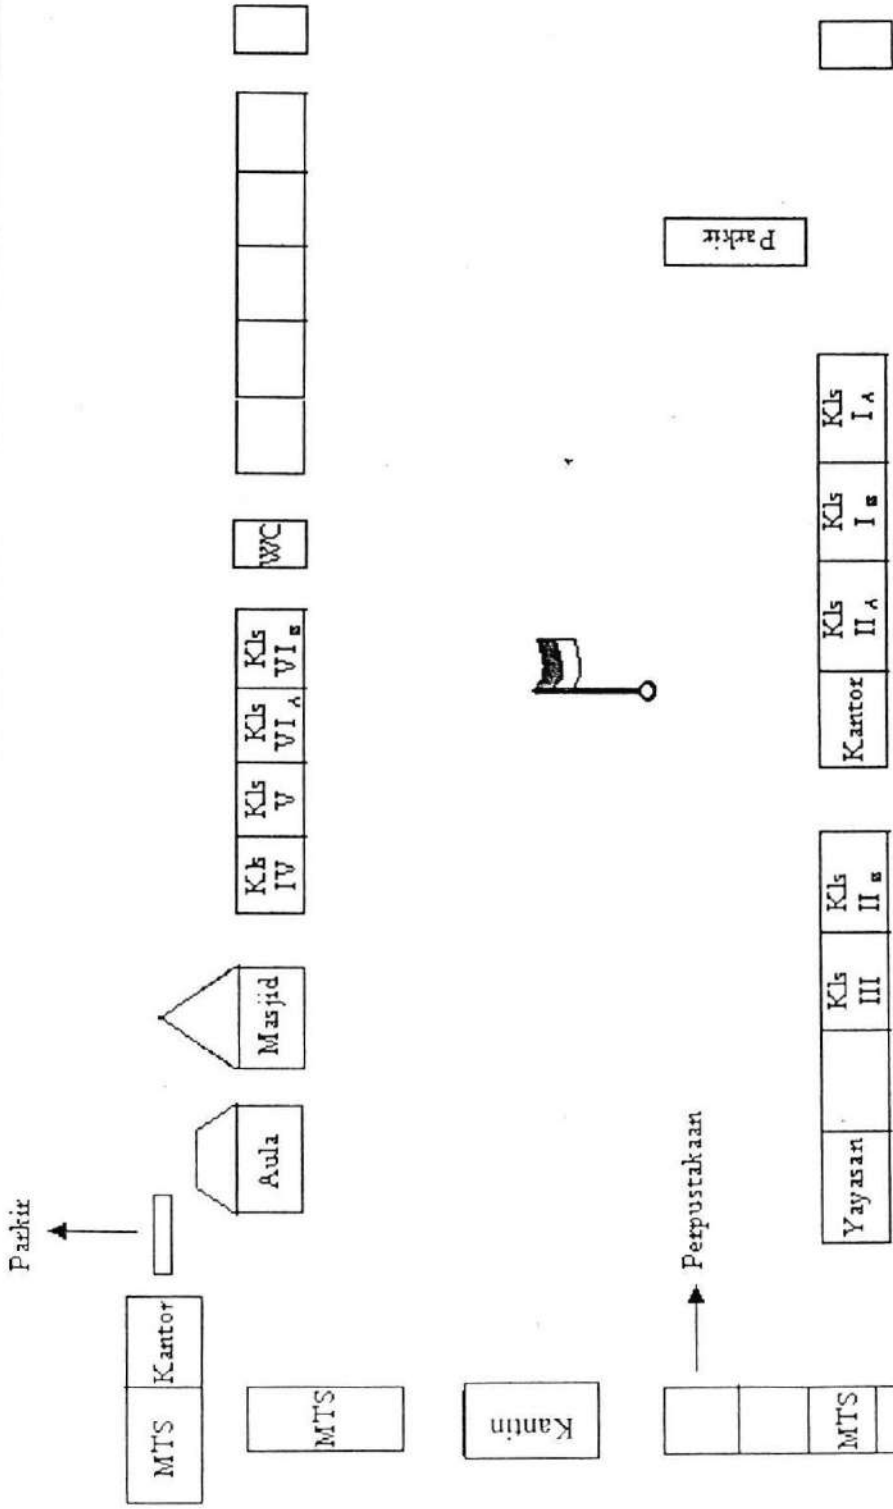 Parkir
MTS
Kantor
Aula
Masjid
Kls
IV
Kls
V
Kls
VI A
Kls
VI B
WC
MTS
Kantin
Perpustakaan
MTS
Parkir
Yayasan
Kls
III
Kls
II B
Kantor
Kls
II A
Kls
I B
Kls
I A